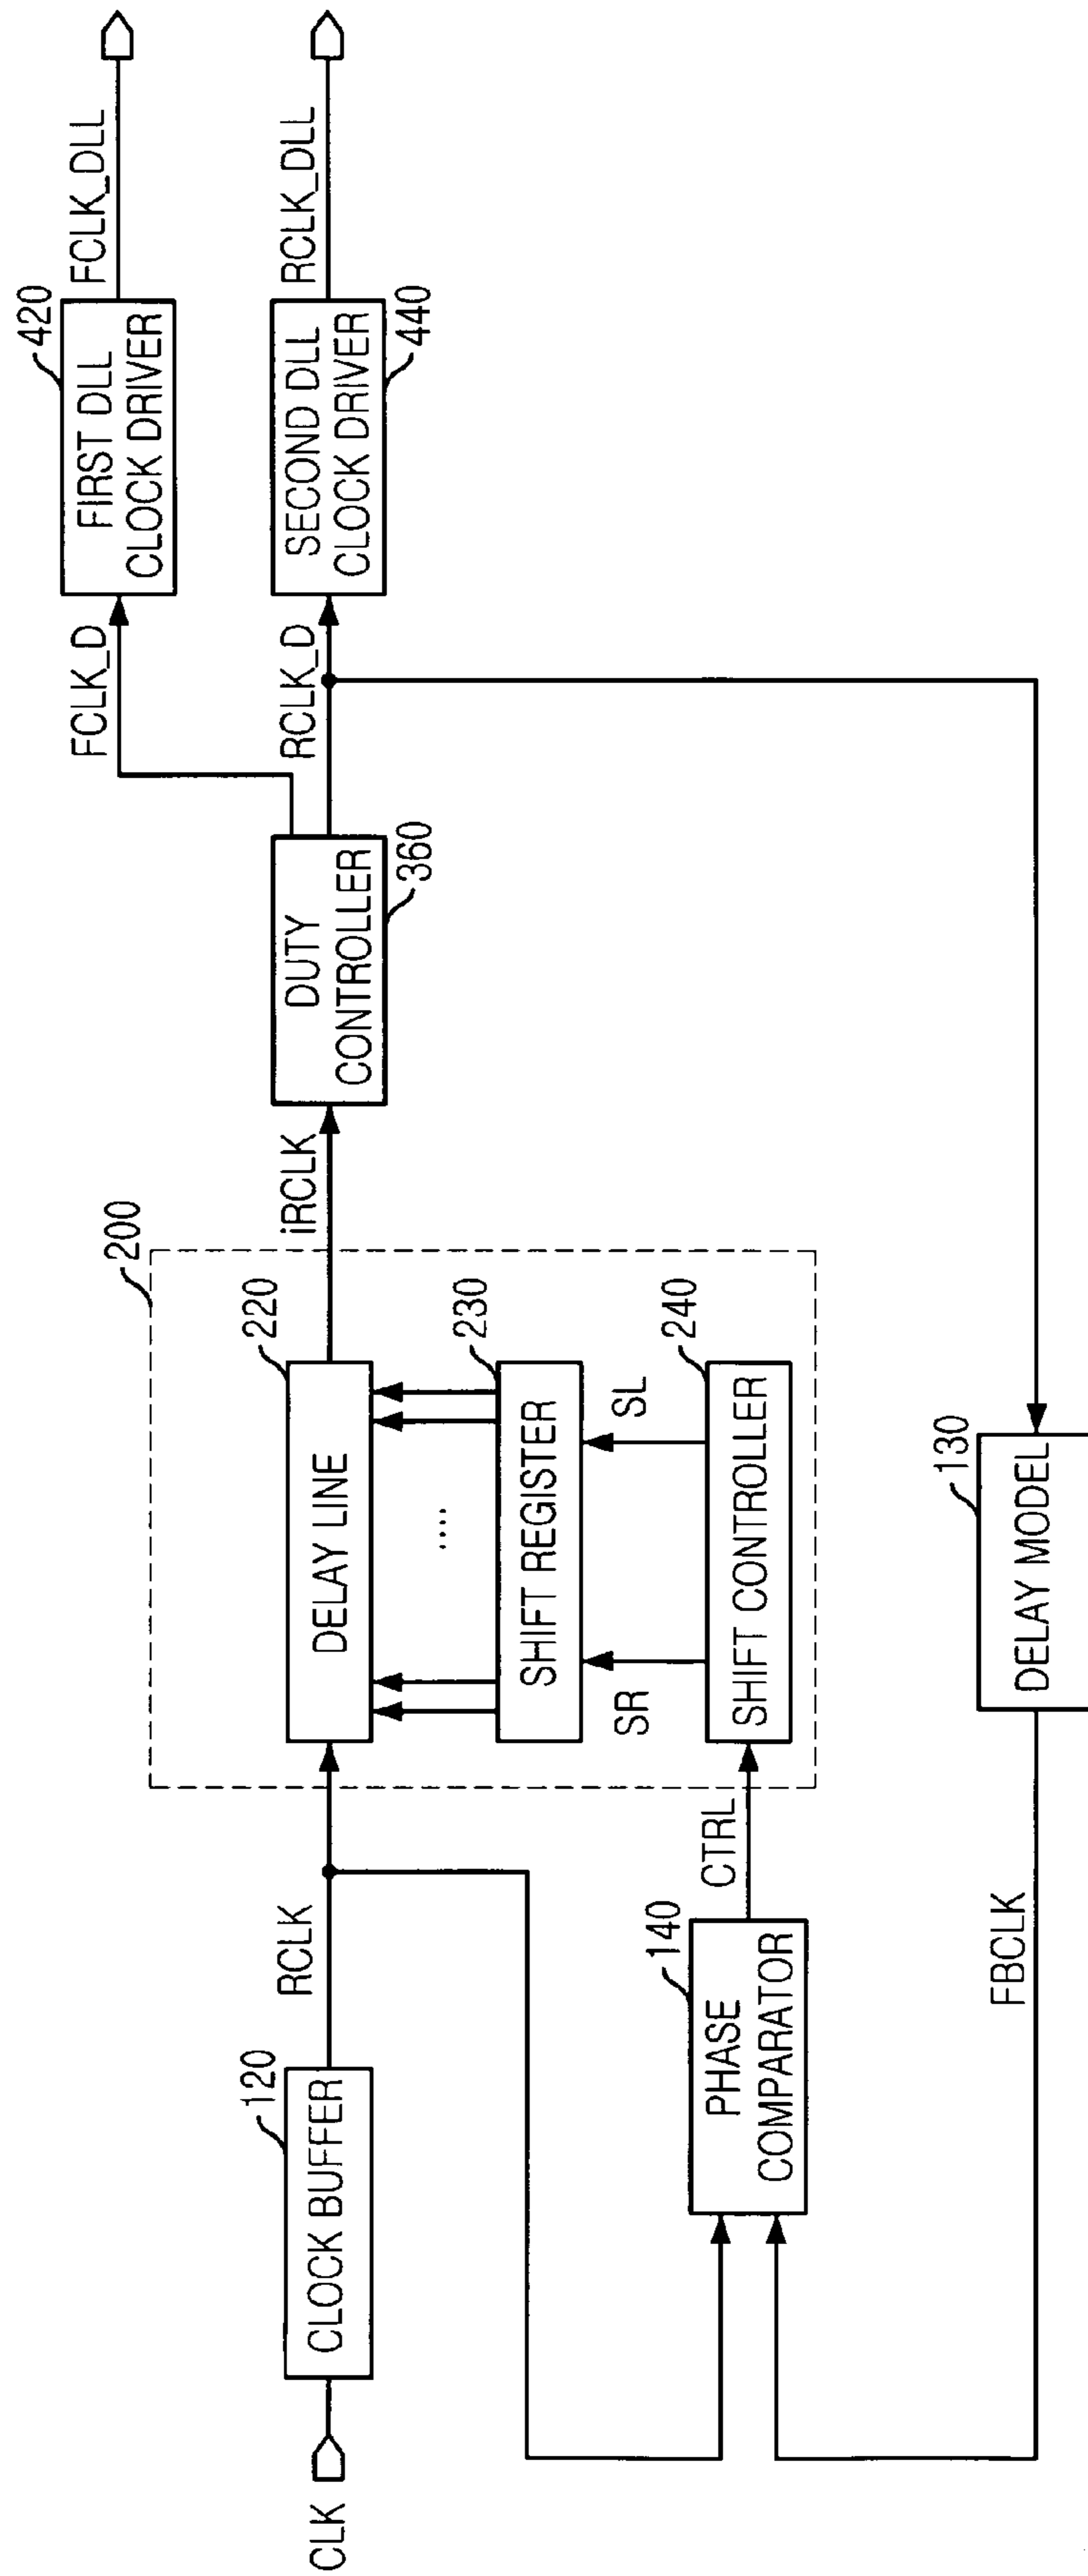 CLK
120
CLOCK BUFFER
RCLK
200
220
DELAY LINE
....
230
SHIFT REGISTER
SR
SL
240
SHIFT CONTROLLER
iRCLK
DUTY
CONTROLLER
360
FCLK_D
420
FIRST DLL
CLOCK DRIVER
FCLK_DLL
RCLK_D
SECOND DLL
CLOCK DRIVER
440
RCLK_DLL
140
PHASE
COMPARATOR
CTRL
130
DELAY MODEL
FBCLK